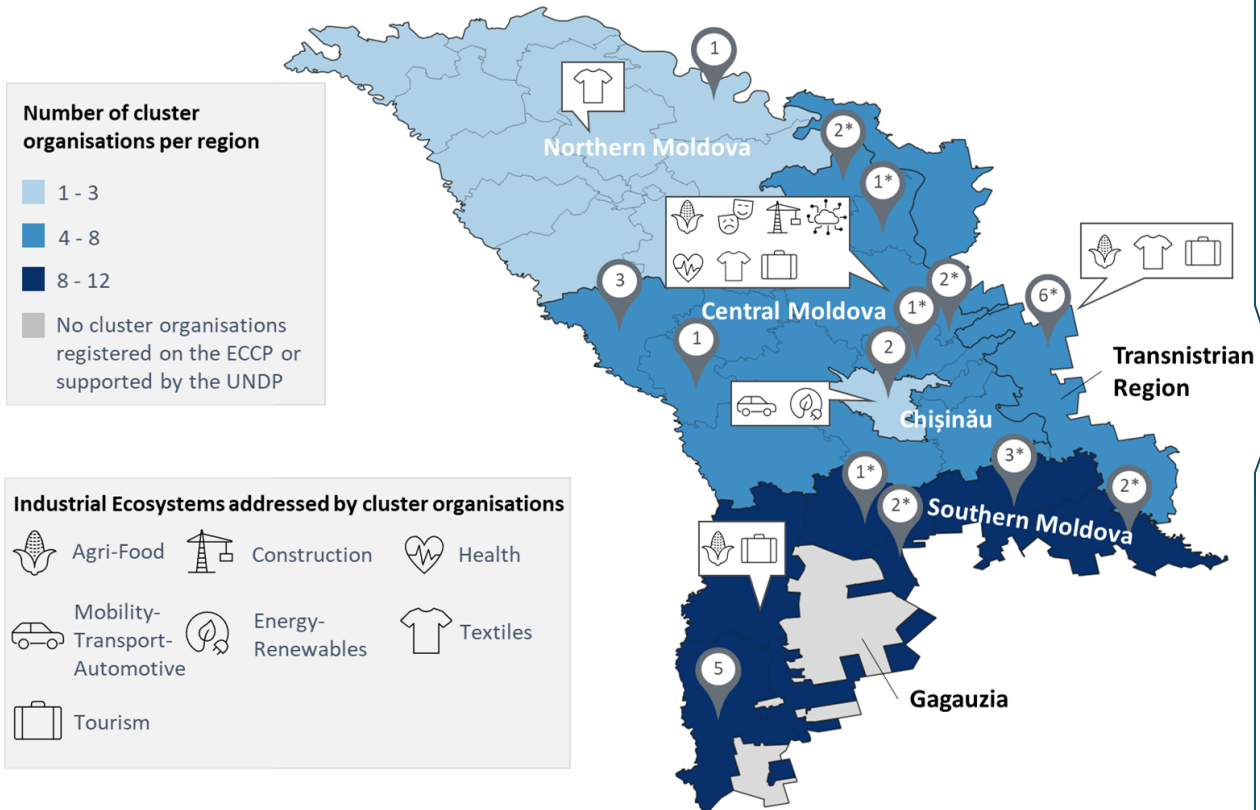 Number of cluster
organisations per region
1 - 3
4 - 8
8 - 12
No cluster organisations
registered on the ECCP or
supported by the UNDP
1
Northern Moldova
2*
1*
3
2*
6*
Central Moldova
1*
1
2
Transnistrian
Region
Chișinău
1*
3*
2*
2*
Southern Moldova
5
Gagauzia
Industrial Ecosystems addressed by cluster organisations
Agri-Food
Construction
Health
Mobility-
Transport-
Automotive
Energy-
Renewables
Textiles
Tourism